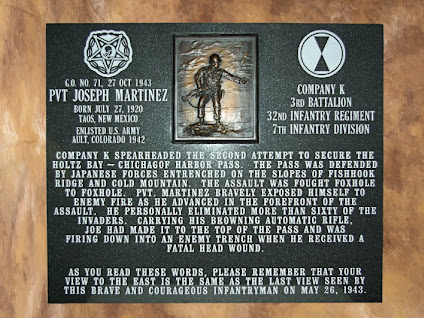 G.O. NO. 71, 27 OCT 1943
PVT JOSEPH MARTINEZ
BORN JULY 27, 1920
TAOS, NEW MEXICO
ENLISTED U.S. ARMY
AULT, COLORADO 1942
COMPANY K
3RD BATTALION
32ND INFANTRY REGIMENT
7TH INFANTRY DIVISION
COMPANY K SPEARHEADED THE SECOND ATTEMPT TO SECURE THE
HOLTZ BAY – CHICHAGOF HARBOR PASS. THE PASS WAS DEFENDED
BY JAPANESE FORCES ENTRENCHED ON THE SLOPES OF FISHHOOK
RIDGE AND COLD MOUNTAIN. THE ASSAULT WAS FOUGHT FOXHOLE
TO FOXHOLE. PVT. MARTINEZ BRAVELY EXPOSED HIMSELF TO
ENEMY FIRE AS HE ADVANCED IN THE FOREFRONT OF THE
ASSAULT. HE PERSONALLY ELIMINATED MORE THAN SIXTY OF THE
INVADERS. CARRYING HIS BROWNING AUTOMATIC RIFLE,
JOE HAD MADE IT TO THE TOP OF THE PASS AND WAS
FIRING DOWN INTO AN ENEMY TRENCH WHEN HE RECEIVED A
FATAL HEAD WOUND.
AS YOU READ THESE WORDS, PLEASE REMEMBER THAT YOUR
VIEW TO THE EAST IS THE SAME AS THE LAST VIEW SEEN BY
THIS BRAVE AND COURAGEOUS INFANTRYMAN ON MAY 26, 1943.